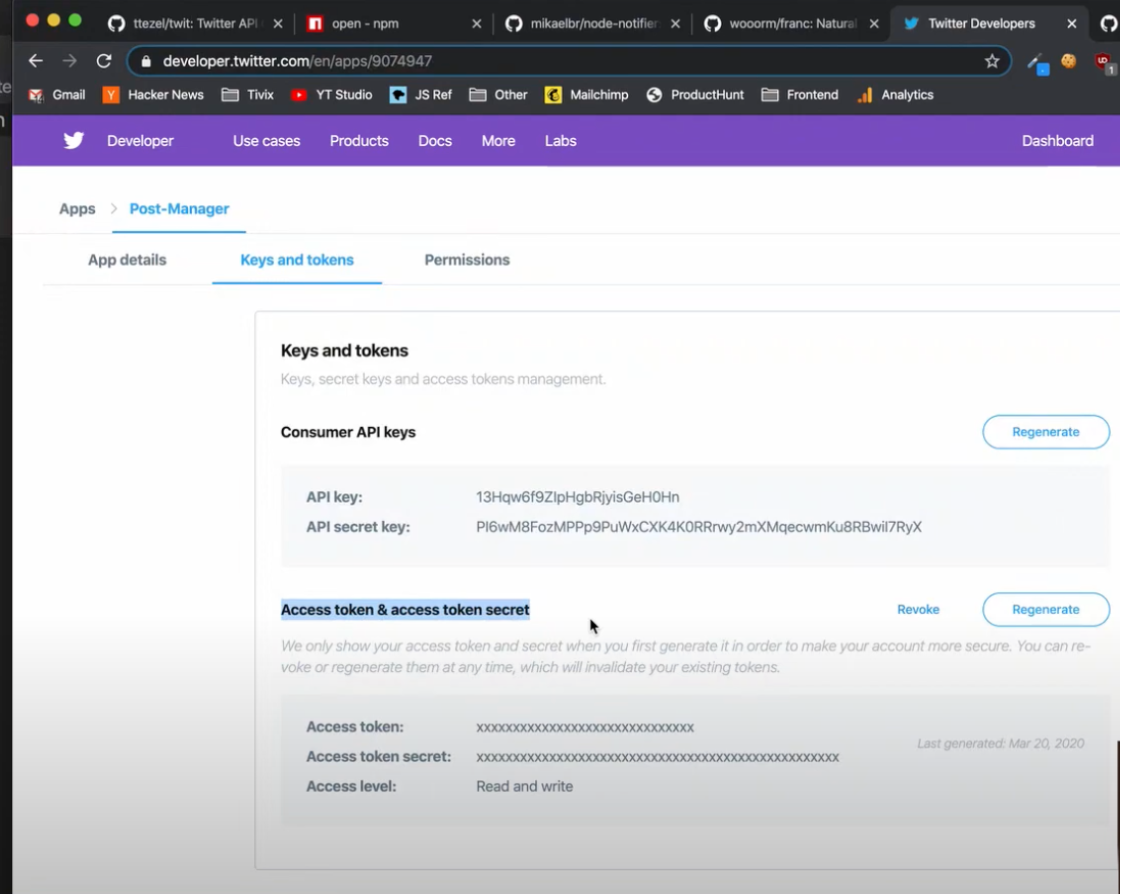 ttezel/twit: Twitter API
open - npm
mikaelbr/node-notifier
wooorm/franc: Natural
Twitter Developers
developer.twitter.com/en/apps/9074947
Gmail Hacker News Tivix YT Studio JS Ref Other Mailchimp ProductHunt Frontend Analytics
Developer Use cases Products Docs More Labs Dashboard
Apps > Post-Manager
App details Keys and tokens Permissions
Keys and tokens
Keys, secret keys and access tokens management.
Consumer API keys Regenerate
API key: 13Hqw6f9ZIpHgbRjyisGeH0Hn
API secret key: PI6wM8FozMPPp9PuWxCXK4K0RRrwy2mXMqecwmKu8RBwiI7RyX
Access token & access token secret Revoke Regenerate
We only show your access token and secret when you first generate it in order to make your account more secure. You can re-
voke or regenerate them at any time, which will invalidate your existing tokens.
Access token: xxxxxxxxxxxxxxxxxxxxxxxxxxxxxx
Last generated: Mar 20, 2020
Access token secret: xxxxxxxxxxxxxxxxxxxxxxxxxxxxxxxxxxxxxxxxxxxxxxxxxx
Access level: Read and write